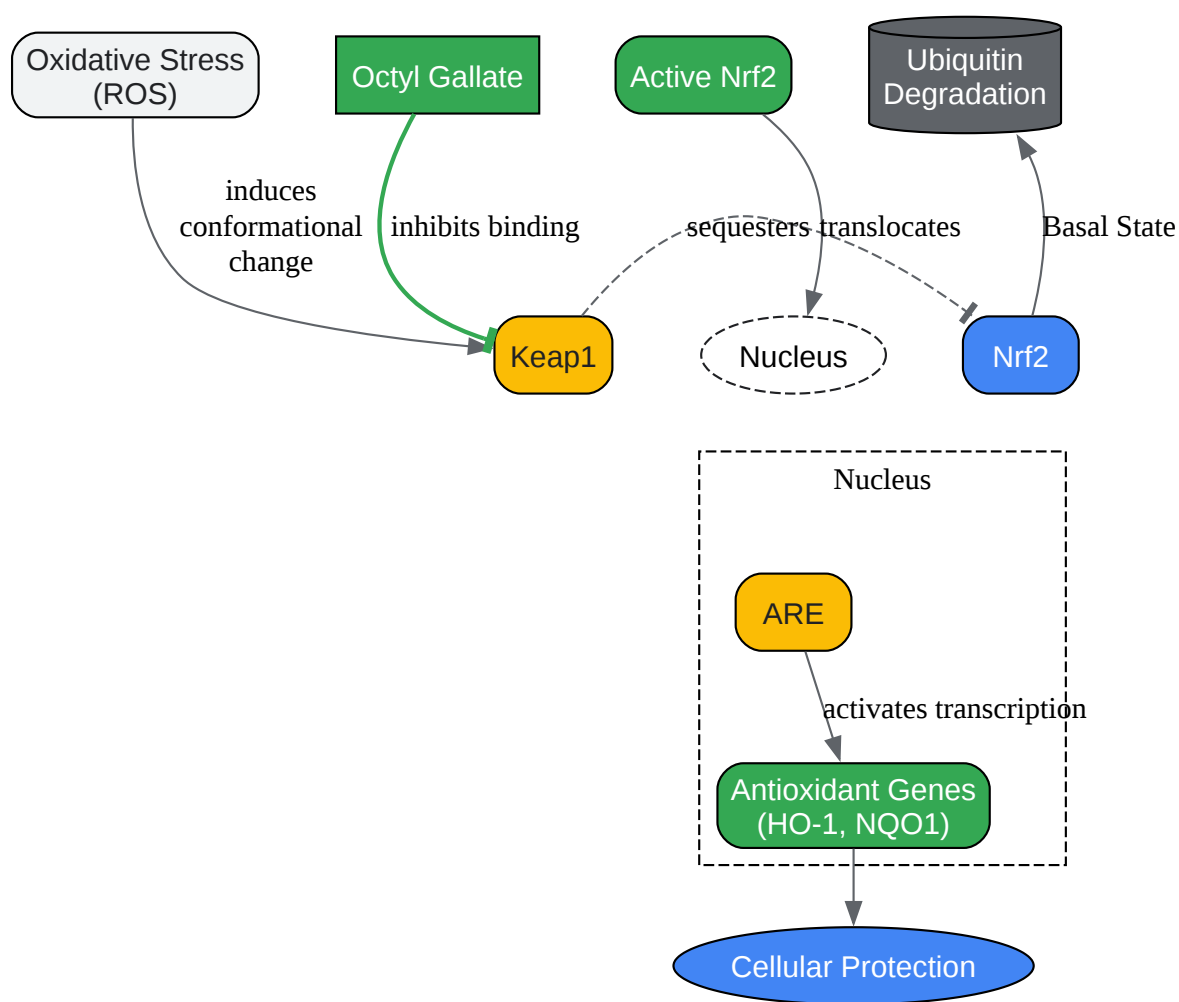 Oxidative Stress
(ROS)
Octyl Gallate
Active Nrf2
Ubiquitin
Degradation
induces
conformational
change
inhibits binding
sequesters
translocates
Basal State
Keap1
Nucleus
Nrf2
Nucleus
ARE
activates transcription
Antioxidant Genes
(HO-1, NQO1)
Cellular Protection